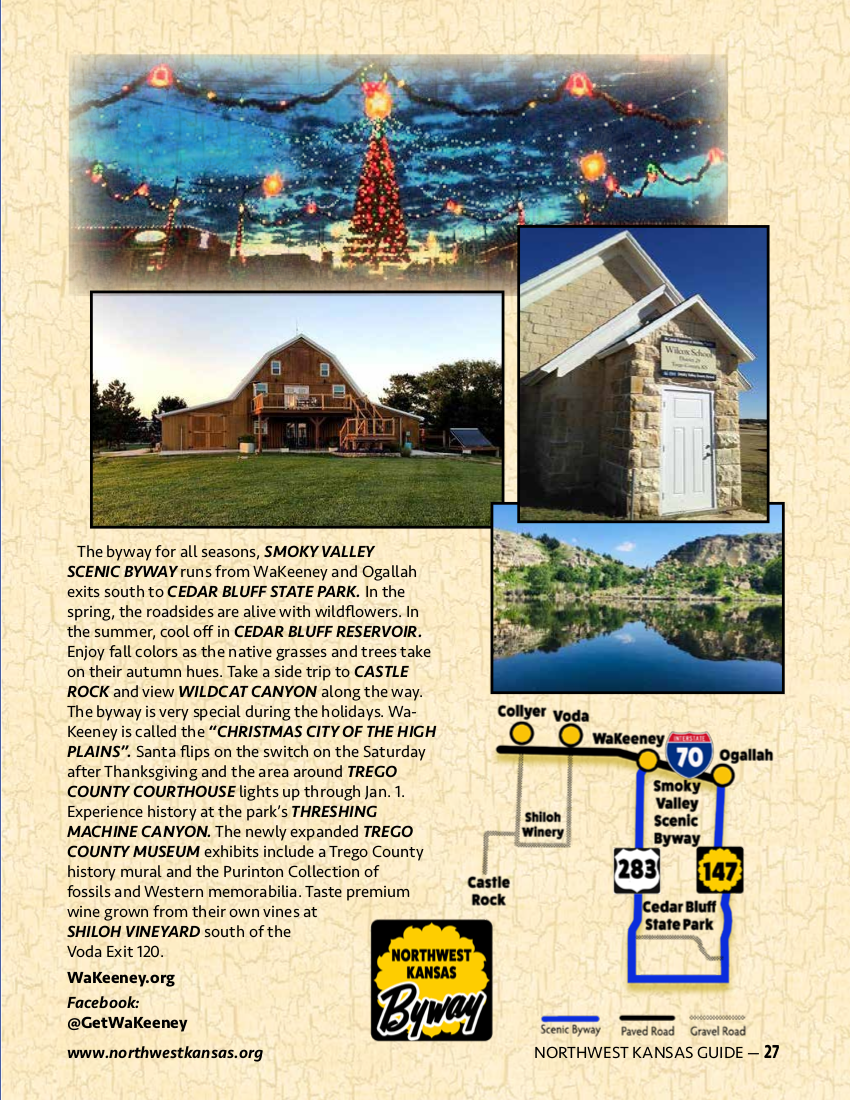 Wilcox School
District 29
Trego County, KS
The byway for all seasons, SMOKY VALLEY
SCENIC BYWAY runs from WaKeeney and Ogallah
exits south to CEDAR BLUFF STATE PARK. In the
spring, the roadsides are alive with wildflowers. In
the summer, cool off in CEDAR BLUFF RESERVOIR.
Enjoy fall colors as the native grasses and trees take
on their autumn hues. Take a side trip to CASTLE
ROCK and view WILDCAT CANYON along the way.
The byway is very special during the holidays. Wa-
Keeney is called the “CHRISTMAS CITY OF THE HIGH
PLAINS”. Santa flips on the switch on the Saturday
after Thanksgiving and the area around TREGO
COUNTY COURTHOUSE lights up through Jan. 1.
Experience history at the park’s THRESHING
MACHINE CANYON. The newly expanded TREGO
COUNTY MUSEUM exhibits include a Trego County
history mural and the Purinton Collection of
fossils and Western memorabilia. Taste premium
wine grown from their own vines at
SHILOH VINEYARD south of the
Voda Exit 120.
WaKeeney.org
Facebook:
@GetWaKeeney
NORTHWEST
KANSAS
Byway
Collyer
Voda
WaKeeney
INTERSTATE
70
Ogallah
Smoky
Valley
Scenic
Byway
Shiloh
Winery
283
147
Castle
Rock
Cedar Bluff
State Park
Scenic Byway
Paved Road
Gravel Road
www.northwestkansas.org
NORTHWEST KANSAS GUIDE — 27